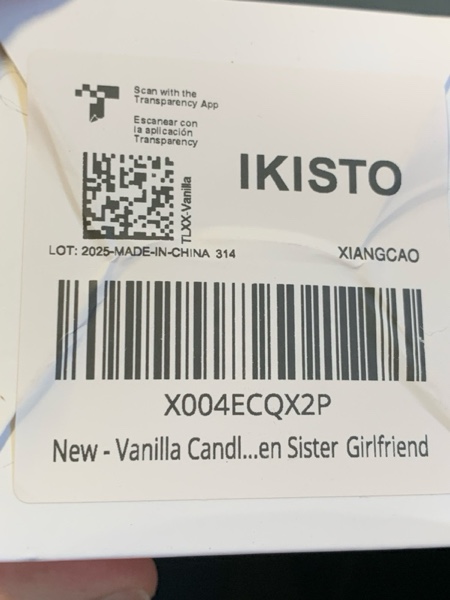 Scan with the
Transparency App
Escanear con
la aplicación
Transparency
TLXX-Vanilla
IKISTO
LOT: 2025-MADE-IN-CHINA 314
XIANGCAO
X004ECQX2P
New - Vanilla Candl...en Sister Girlfriend